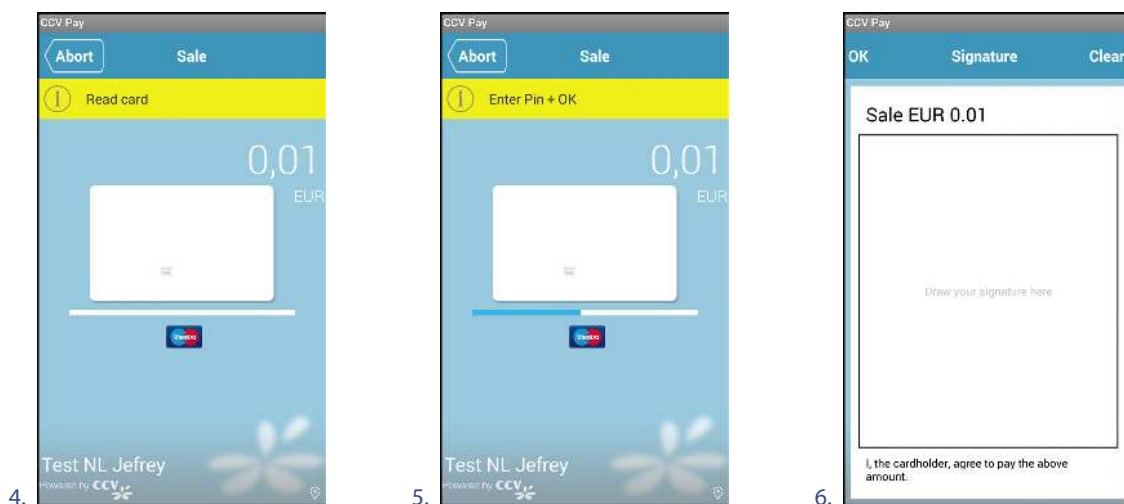 CCV Pay
Abort Sale
Read card
0,01
EUR
Maestro
Test NL Jefrey
Powered by CCV
4.
CCV Pay
Abort Sale
Enter Pin + OK
0,01
EUR
Maestro
Test NL Jefrey
Powered by CCV
5.
CCV Pay
OK Signature Clear
Sale EUR 0.01
Draw your signature here
I, the cardholder, agree to pay the above
amount.
6.